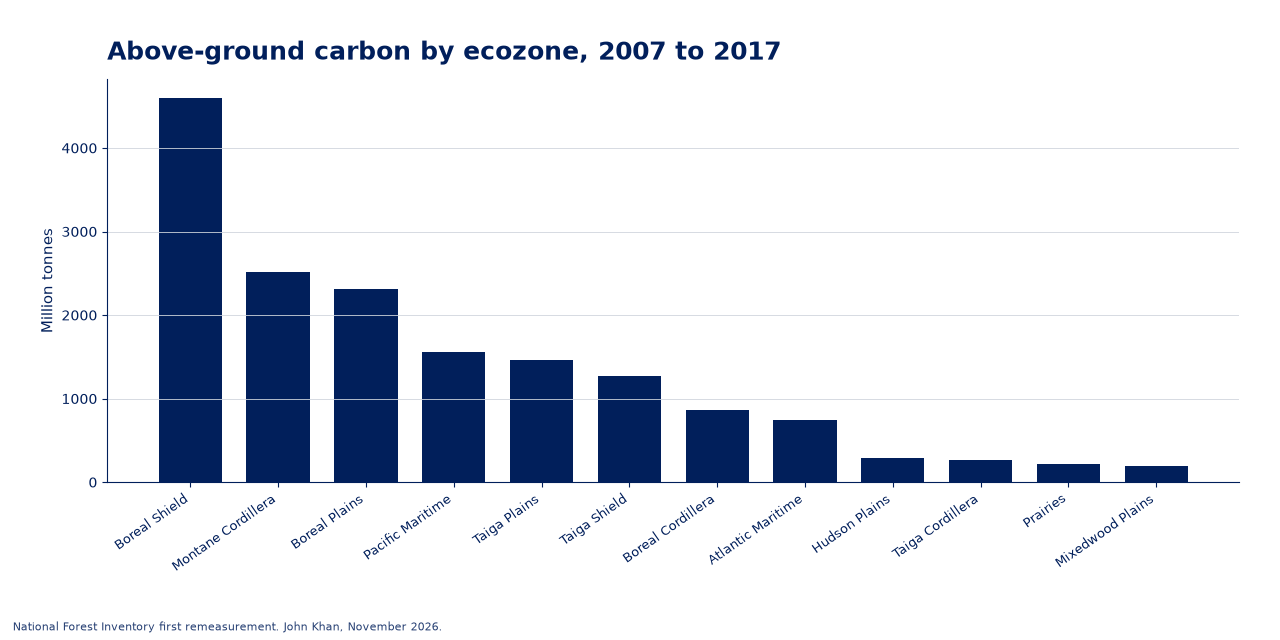 Above-ground carbon by ecozone, 2007 to 2017
Million tonnes
4000
3000
2000
1000
0
Boreal Shield
Montane Cordillera
Boreal Plains
Pacific Maritime
Taiga Plains
Taiga Shield
Boreal Cordillera
Atlantic Maritime
Hudson Plains
Taiga Cordillera
Prairies
Mixedwood Plains
National Forest Inventory first remeasurement. John Khan, November 2026.